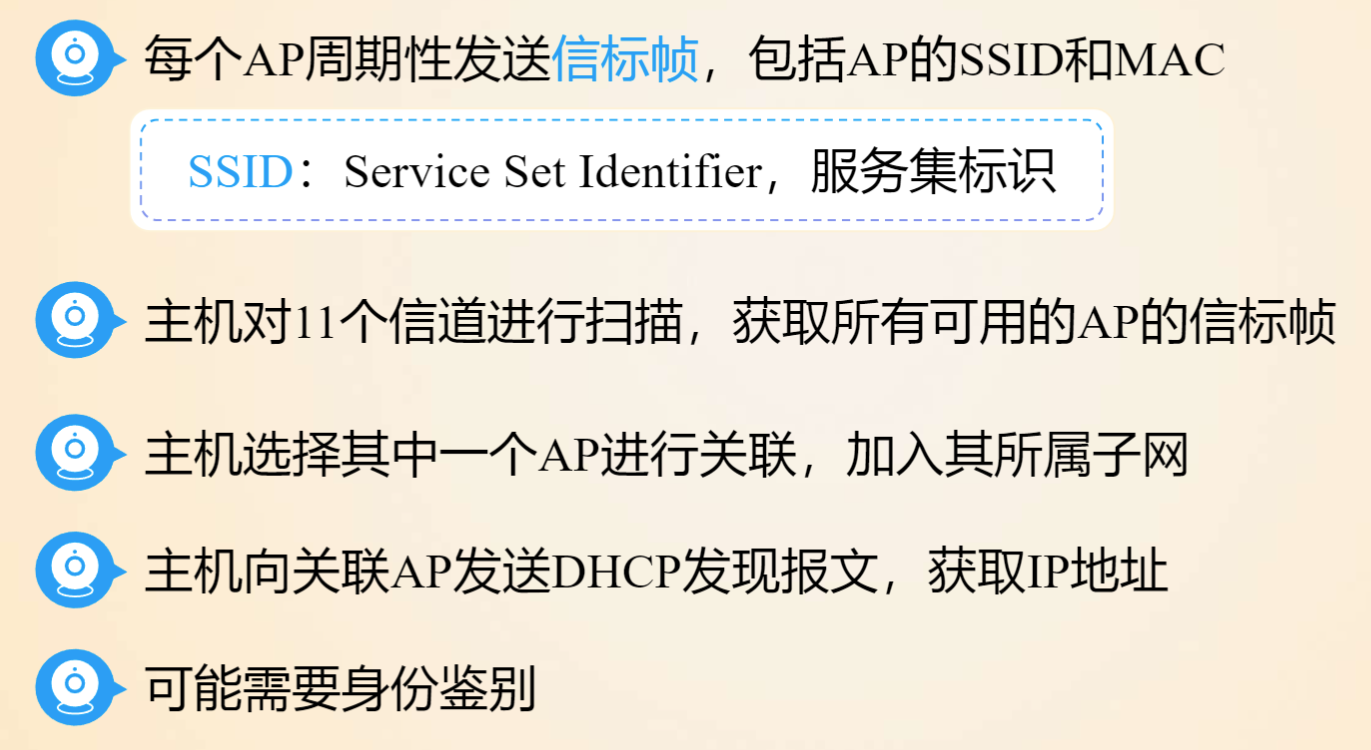 每个AP周期性发送信标帧，包括AP的SSID和MAC
SSID：Service Set Identifier，服务集标识
主机对11个信道进行扫描，获取所有可用的AP的信标帧
主机选择其中一个AP进行关联，加入其所属子网
主机向关联AP发送DHCP发现报文，获取IP地址
可能需要身份鉴别